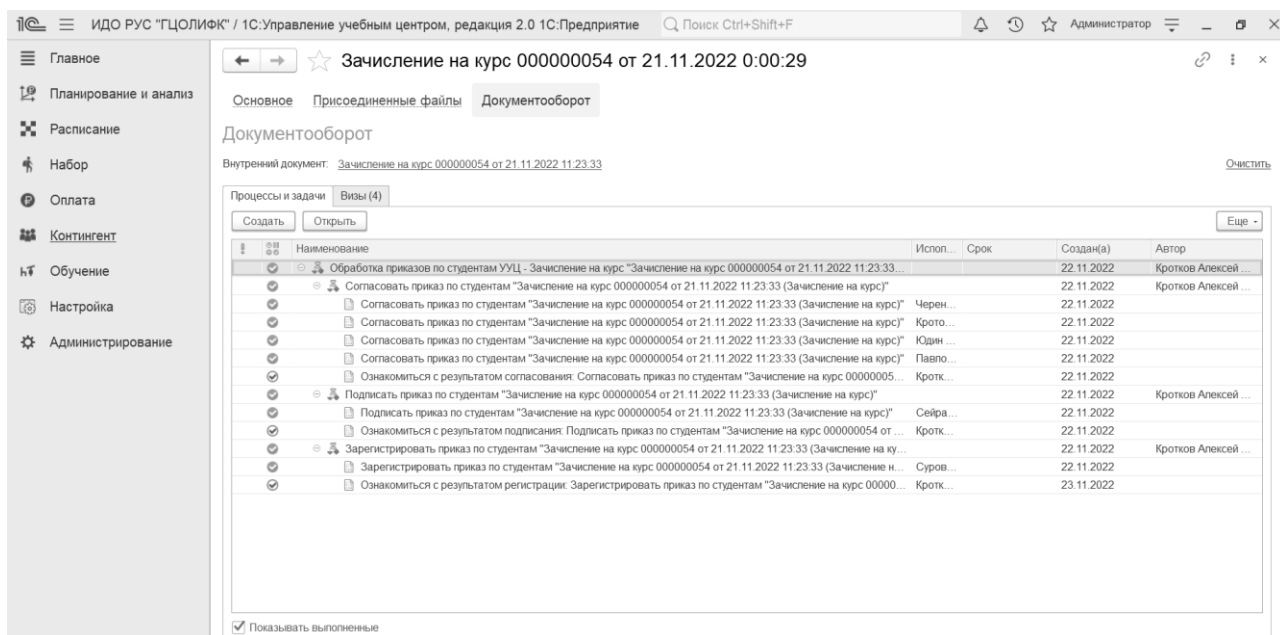 1С ИДО РУС "ГЦОЛИФК" / 1С:Управление учебным центром, редакция 2.0 1С:Предприятие Поиск Ctrl+Shift+F Администратор
Главное
Планирование и анализ
Расписание
Набор
Оплата
Контингент
Обучение
Настройка
Администрирование
Зачисление на курс 000000054 от 21.11.2022 0:00:29
Основное Присоединенные файлы Документооборот
Документооборот
Внутренний документ: Зачисление на курс 000000054 от 21.11.2022 11:23:33 Очистить
Процессы и задачи Визы (4)
Создать Открыть Еще
Наименование Испол... Срок Создан(а) Автор
Обработка приказов по студентам УУЦ - Зачисление на курс "Зачисление на курс 000000054 от 21.11.2022 11:23:33... 22.11.2022 Кротков Алексей ...
Согласовать приказ по студентам "Зачисление на курс 000000054 от 21.11.2022 11:23:33 (Зачисление на курс)" 22.11.2022 Кротков Алексей ...
Согласовать приказ по студентам "Зачисление на курс 000000054 от 21.11.2022 11:23:33 (Зачисление на курс)" Черен... 22.11.2022
Согласовать приказ по студентам "Зачисление на курс 000000054 от 21.11.2022 11:23:33 (Зачисление на курс)" Крото... 22.11.2022
Согласовать приказ по студентам "Зачисление на курс 000000054 от 21.11.2022 11:23:33 (Зачисление на курс)" Юдин ... 22.11.2022
Согласовать приказ по студентам "Зачисление на курс 000000054 от 21.11.2022 11:23:33 (Зачисление на курс)" Павло... 22.11.2022
Ознакомиться с результатом согласования: Согласовать приказ по студентам "Зачисление на курс 00000005... Кротк... 22.11.2022
Подписать приказ по студентам "Зачисление на курс 000000054 от 21.11.2022 11:23:33 (Зачисление на курс)" 22.11.2022 Кротков Алексей ...
Подписать приказ по студентам "Зачисление на курс 000000054 от 21.11.2022 11:23:33 (Зачисление на курс)" Сейра... 22.11.2022
Ознакомиться с результатом подписания: Подписать приказ по студентам "Зачисление на курс 000000054 от ... Кротк... 22.11.2022
Зарегистрировать приказ по студентам "Зачисление на курс 000000054 от 21.11.2022 11:23:33 (Зачисление на ку... 22.11.2022 Кротков Алексей ...
Зарегистрировать приказ по студентам "Зачисление на курс 000000054 от 21.11.2022 11:23:33 (Зачисление н... Суров... 22.11.2022
Ознакомиться с результатом регистрации: Зарегистрировать приказ по студентам "Зачисление на курс 00000... Кротк... 23.11.2022
Показывать выполненные